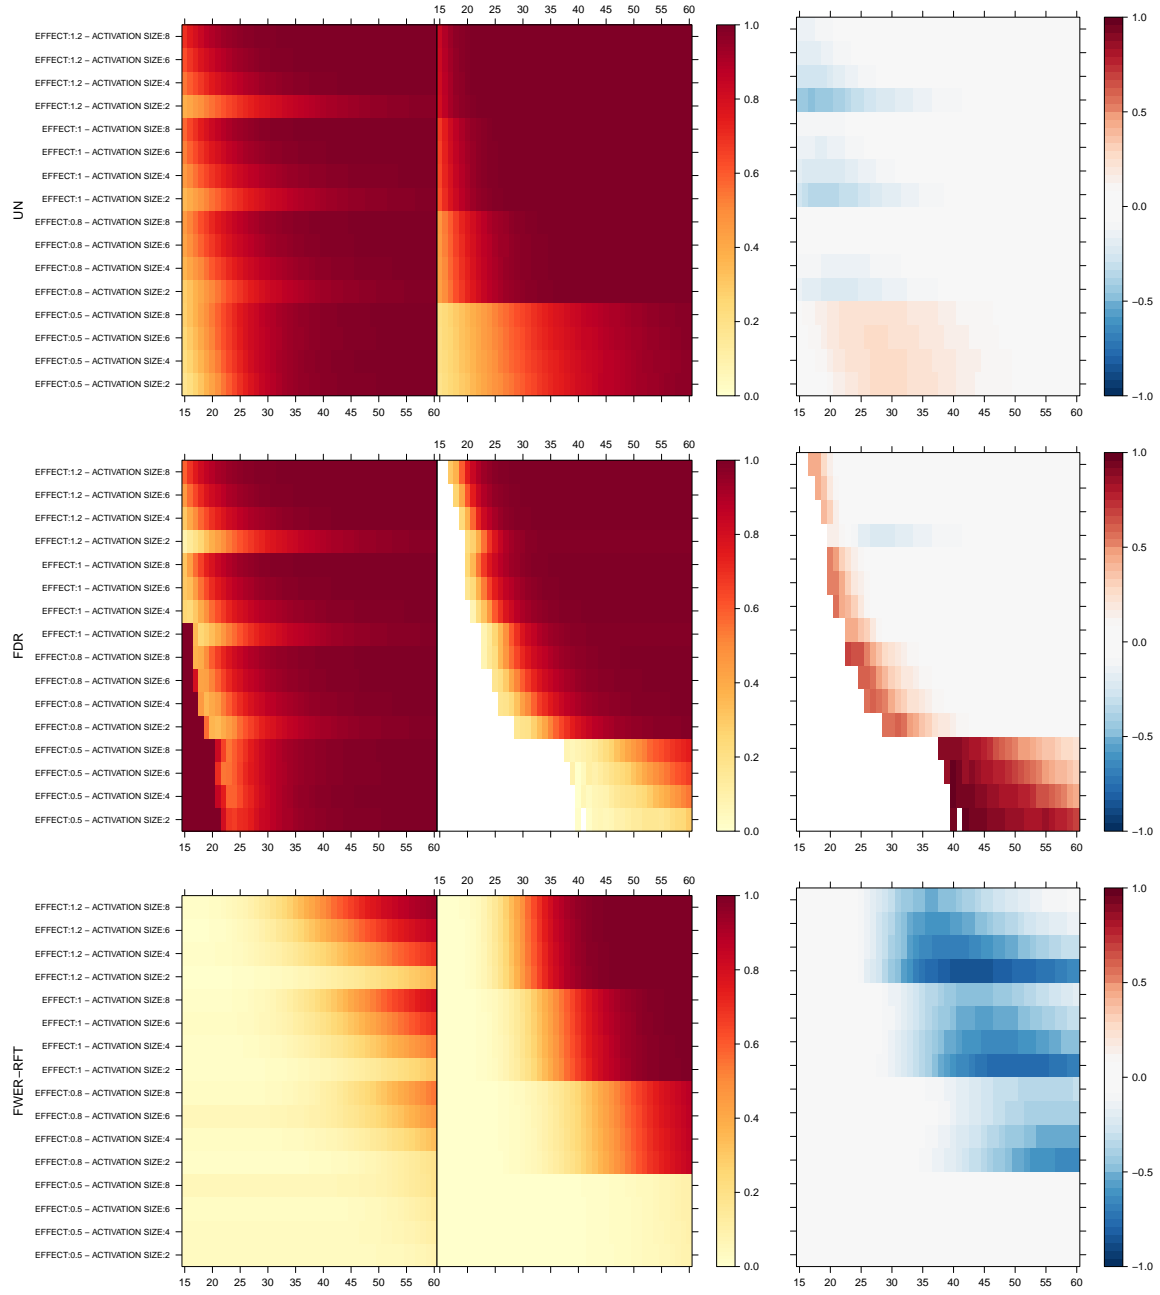 15 20 25 30 35 40 45 50 55 60
EFFECT:1.2 − ACTIVATION SIZE:8
EFFECT:1.2 − ACTIVATION SIZE:6
EFFECT:1.2 − ACTIVATION SIZE:4
EFFECT:1.2 − ACTIVATION SIZE:2
EFFECT:1 − ACTIVATION SIZE:8
EFFECT:1 − ACTIVATION SIZE:6
EFFECT:1 − ACTIVATION SIZE:4
EFFECT:1 − ACTIVATION SIZE:2
EFFECT:0.8 − ACTIVATION SIZE:8
EFFECT:0.8 − ACTIVATION SIZE:6
EFFECT:0.8 − ACTIVATION SIZE:4
EFFECT:0.8 − ACTIVATION SIZE:2
EFFECT:0.5 − ACTIVATION SIZE:8
EFFECT:0.5 − ACTIVATION SIZE:6
EFFECT:0.5 − ACTIVATION SIZE:4
EFFECT:0.5 − ACTIVATION SIZE:2
UN
15 20 25 30 35 40 45 50 55 60
1.0
0.8
0.6
0.4
0.2
0.0
1.0
0.5
0.0
−0.5
−1.0
15 20 25 30 35 40 45 50 55 60
15 20 25 30 35 40 45 50 55 60
EFFECT:1.2 − ACTIVATION SIZE:8
EFFECT:1.2 − ACTIVATION SIZE:6
EFFECT:1.2 − ACTIVATION SIZE:4
EFFECT:1.2 − ACTIVATION SIZE:2
EFFECT:1 − ACTIVATION SIZE:8
EFFECT:1 − ACTIVATION SIZE:6
EFFECT:1 − ACTIVATION SIZE:4
EFFECT:1 − ACTIVATION SIZE:2
EFFECT:0.8 − ACTIVATION SIZE:8
EFFECT:0.8 − ACTIVATION SIZE:6
EFFECT:0.8 − ACTIVATION SIZE:4
EFFECT:0.8 − ACTIVATION SIZE:2
EFFECT:0.5 − ACTIVATION SIZE:8
EFFECT:0.5 − ACTIVATION SIZE:6
EFFECT:0.5 − ACTIVATION SIZE:4
EFFECT:0.5 − ACTIVATION SIZE:2
FDR
15 20 25 30 35 40 45 50 55 60
1.0
0.8
0.6
0.4
0.2
0.0
1.0
0.5
0.0
−0.5
−1.0
15 20 25 30 35 40 45 50 55 60
15 20 25 30 35 40 45 50 55 60
EFFECT:1.2 − ACTIVATION SIZE:8
EFFECT:1.2 − ACTIVATION SIZE:6
EFFECT:1.2 − ACTIVATION SIZE:4
EFFECT:1.2 − ACTIVATION SIZE:2
EFFECT:1 − ACTIVATION SIZE:8
EFFECT:1 − ACTIVATION SIZE:6
EFFECT:1 − ACTIVATION SIZE:4
EFFECT:1 − ACTIVATION SIZE:2
EFFECT:0.8 − ACTIVATION SIZE:8
EFFECT:0.8 − ACTIVATION SIZE:6
EFFECT:0.8 − ACTIVATION SIZE:4
EFFECT:0.8 − ACTIVATION SIZE:2
EFFECT:0.5 − ACTIVATION SIZE:8
EFFECT:0.5 − ACTIVATION SIZE:6
EFFECT:0.5 − ACTIVATION SIZE:4
EFFECT:0.5 − ACTIVATION SIZE:2
FWER−RFT
15 20 25 30 35 40 45 50 55 60
1.0
0.8
0.6
0.4
0.2
0.0
1.0
0.5
0.0
−0.5
−1.0
15 20 25 30 35 40 45 50 55 60